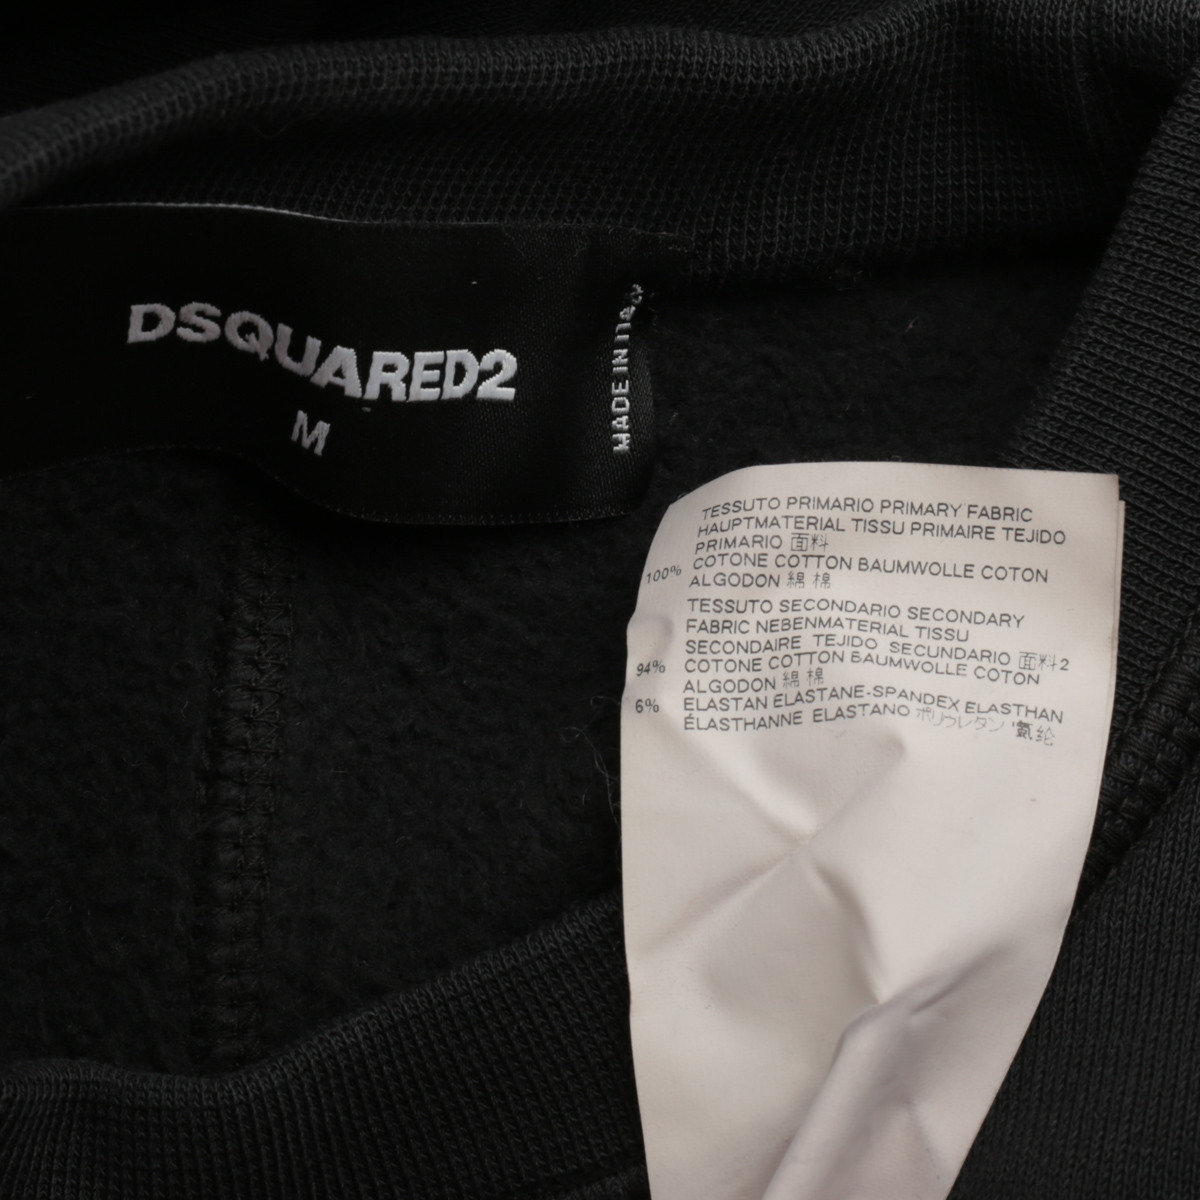 DSQUARED2
M
MADE IN ITALY
TESSUTO PRIMARIO PRIMARY FABRIC
HAUPTMATERIAL TISSU PRIMAIRE TEJIDO
PRIMARIO 面料
100% COTONE COTTON BAUMWOLLE COTON
ALGODON 綿 棉
TESSUTO SECONDARIO SECONDARY
FABRIC NEBENMATERIAL TISSU
SECONDAIRE TEJIDO SECUNDARIO 面料2
94% COTONE COTTON BAUMWOLLE COTON
ALGODON 綿 棉
6% ELASTAN ELASTANE-SPANDEX ELASTHAN
ÉLASTHANNE ELASTANO ポリウレタン 氨纶